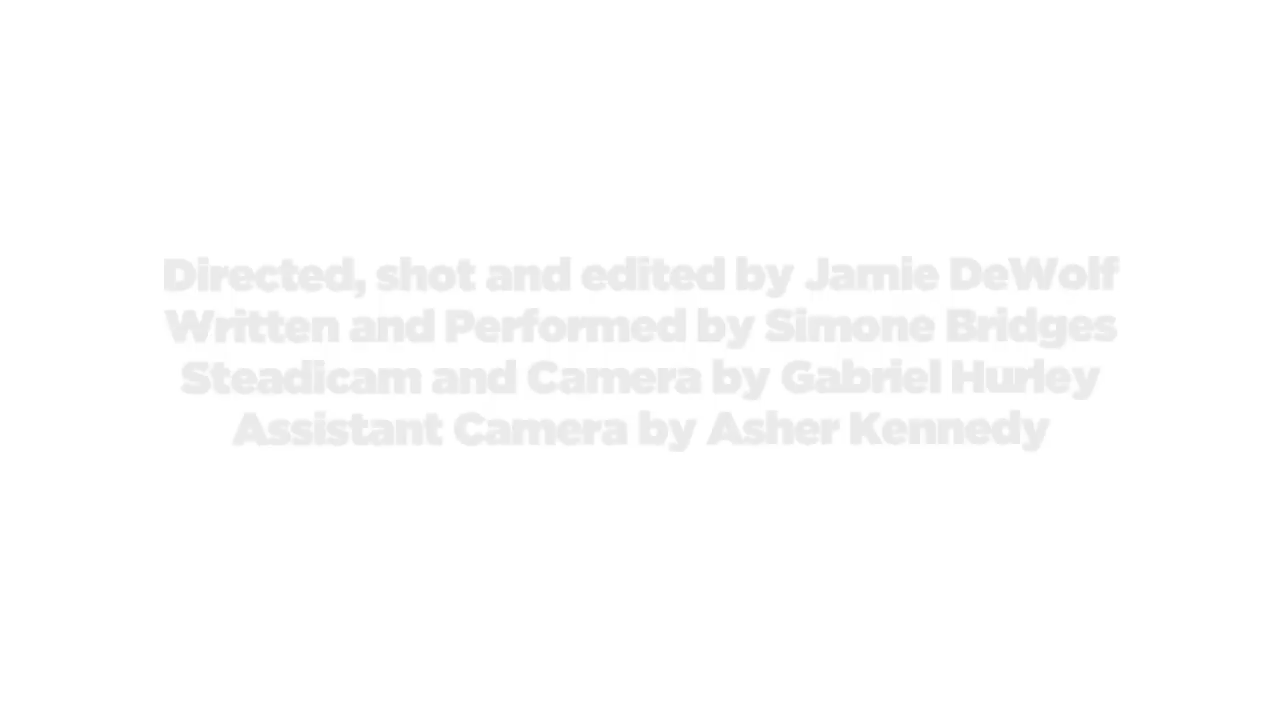 Directed, shot and edited by Jamie DeWolf
Written and Performed by Simone Bridges
Steadicam and Camera by Gabriel Hurley
Assistant Camera by Asher Kennedy